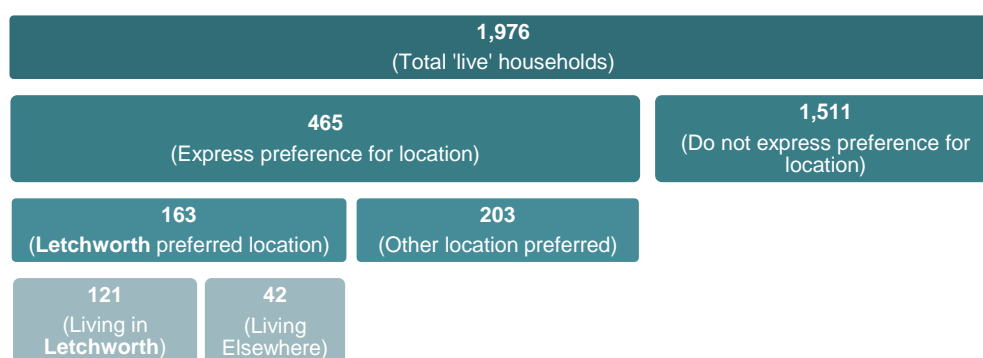 1,976
(Total 'live' households)
465
(Express preference for location)
1,511
(Do not express preference for
location)
163
(Letchworth preferred location)
203
(Other location preferred)
121
(Living in
Letchworth)
42
(Living
Elsewhere)